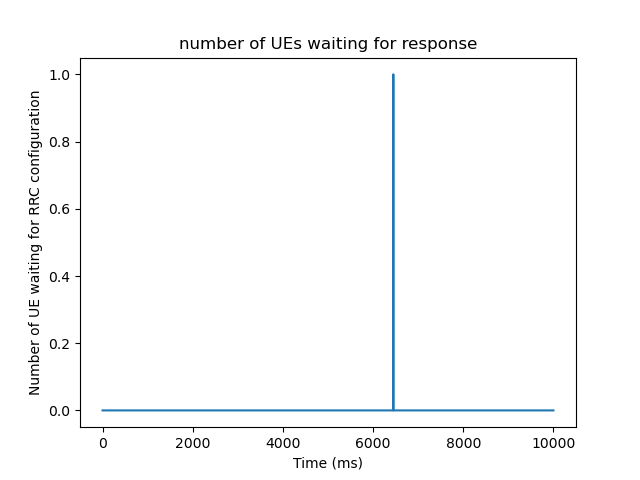 number of UEs waiting for response
Number of UE waiting for RRC configuration
1.0
0.8
0.6
0.4
0.2
0.0
0 2000 4000 6000 8000 10000
Time (ms)